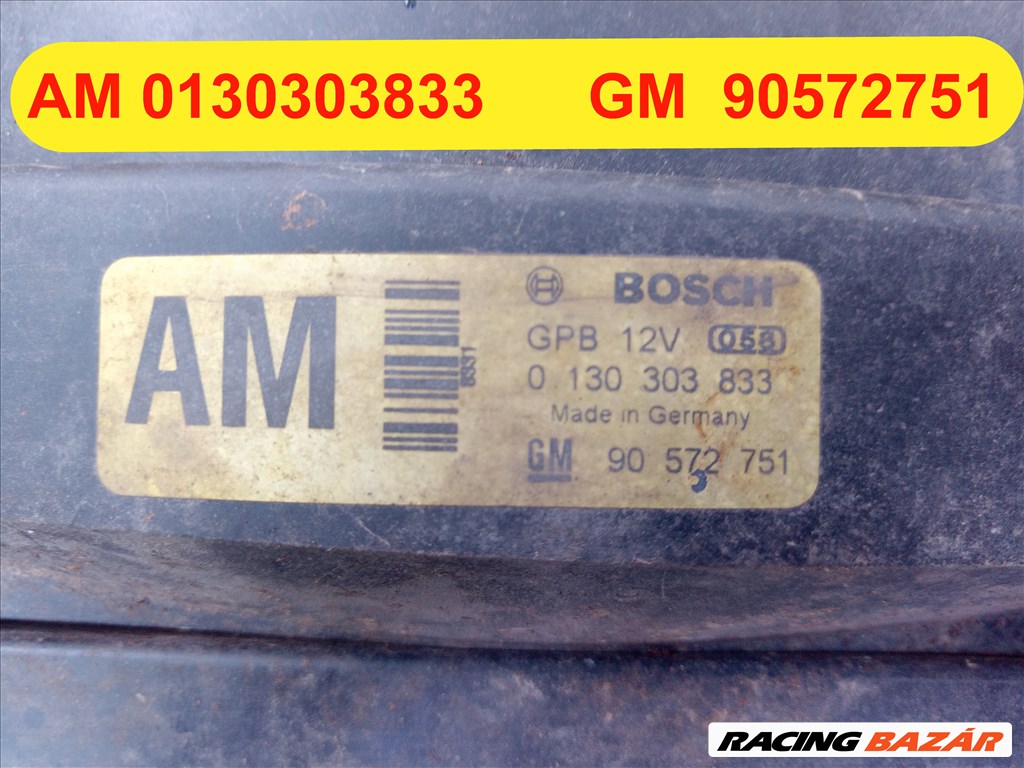 AM 0130303833 GM 90572751
AM
8331
BOSCH
GPB 12V 058
0 130 303 833
Made in Germany
GM 90 572 751
RACING BAZÁR